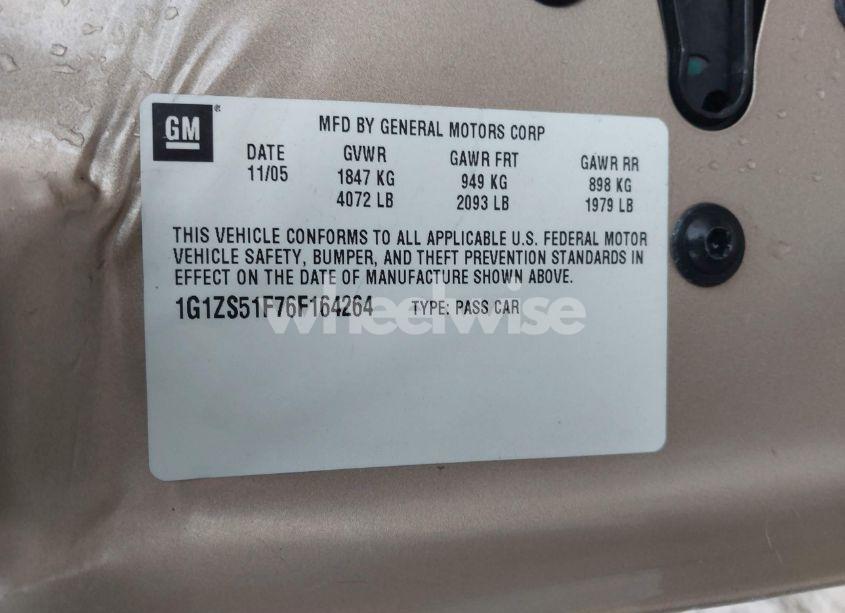 GM
MFD BY GENERAL MOTORS CORP
DATE GVWR GAWR FRT GAWR RR
11/05 1847 KG 949 KG 898 KG
4072 LB 2093 LB 1979 LB
THIS VEHICLE CONFORMS TO ALL APPLICABLE U.S. FEDERAL MOTOR
VEHICLE SAFETY, BUMPER, AND THEFT PREVENTION STANDARDS IN
EFFECT ON THE DATE OF MANUFACTURE SHOWN ABOVE.
1G1ZS51F76F164264 TYPE: PASS CAR
wheelwise